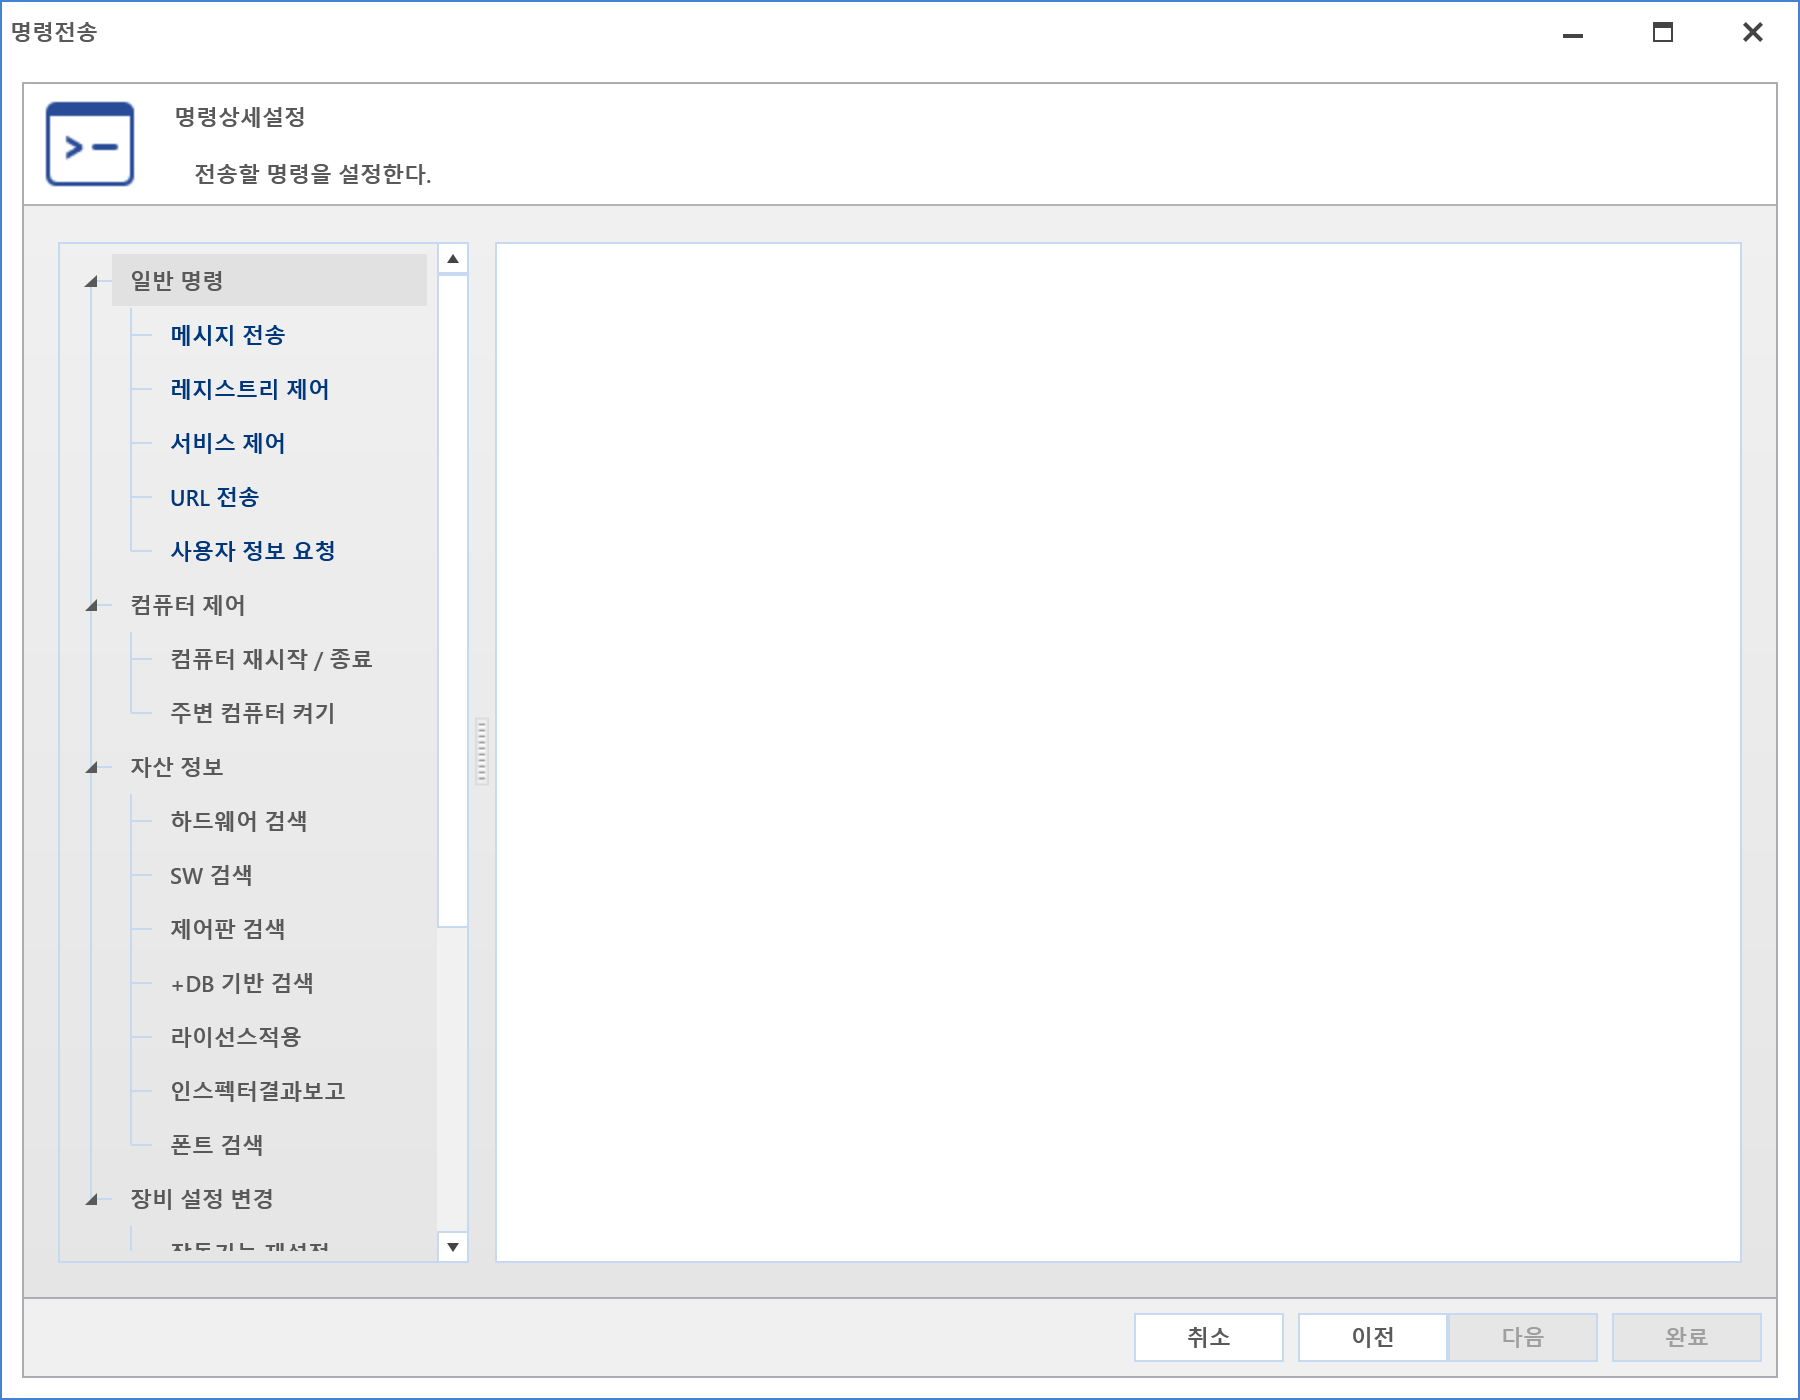 명령전송
명령상세설정
전송할 명령을 설정한다.
일반 명령
메시지 전송
레지스트리 제어
서비스 제어
URL 전송
사용자 정보 요청
컴퓨터 제어
컴퓨터 재시작 / 종료
주변 컴퓨터 켜기
자산 정보
하드웨어 검색
SW 검색
제어판 검색
+DB 기반 검색
라이선스적용
인스펙터결과보고
폰트 검색
장비 설정 변경
취소
이전
다음
완료